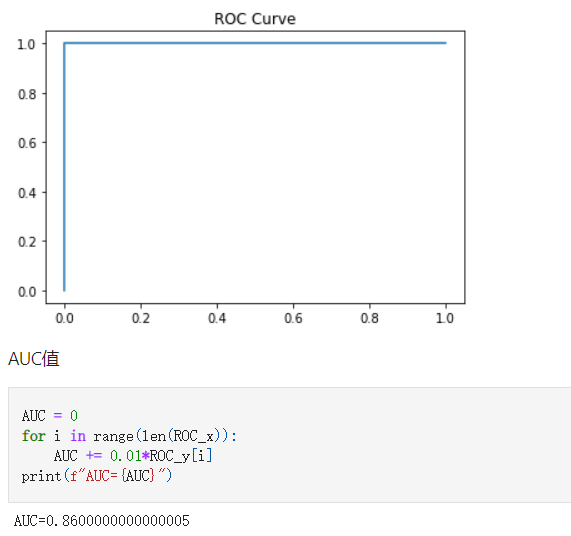 ROC Curve
1.0
0.8
0.6
0.4
0.2
0.0
0.0 0.2 0.4 0.6 0.8 1.0
AUC值
AUC = 0
for i in range(len(ROC_x)):
    AUC += 0.01*ROC_y[i]
print(f"AUC={AUC}")
AUC=0.8600000000000005